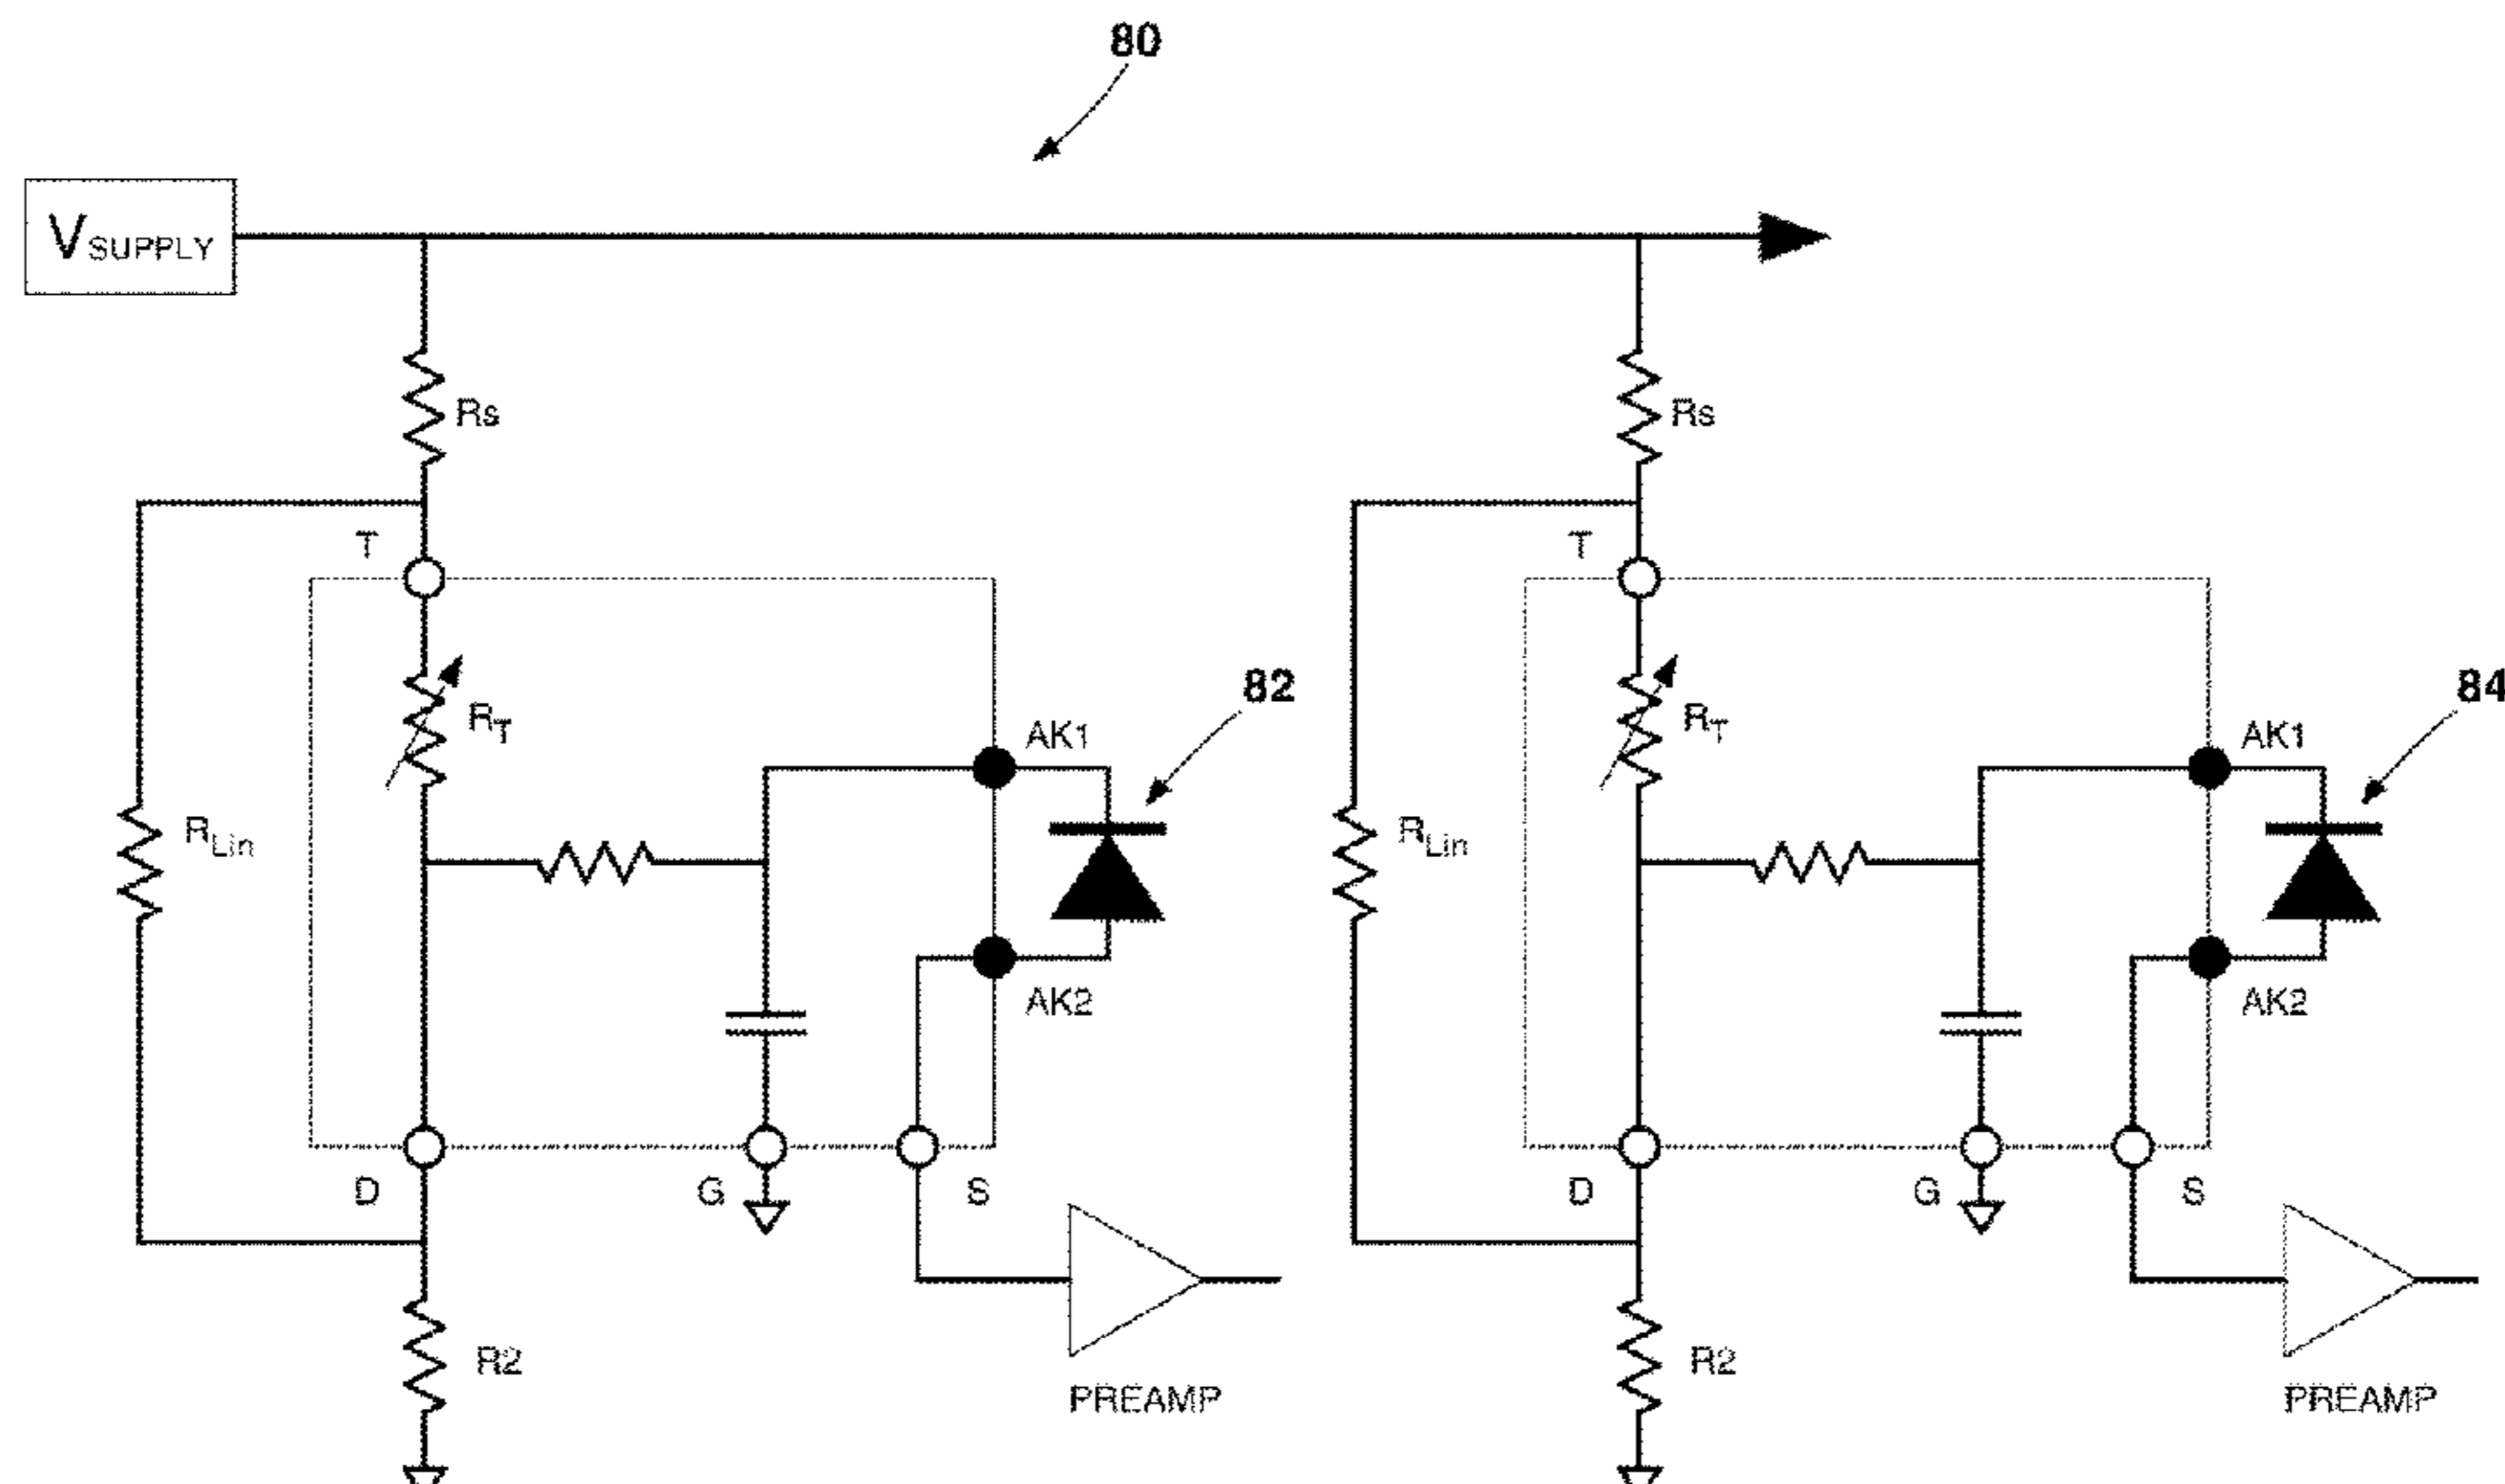 80
VSUPPLY
Rs
Rs
T
T
82
84
RT
RT
AK1
AK1
RLin
RLin
AK2
AK2
D
G
S
D
G
S
R2
R2
PREAMP
PREAMP